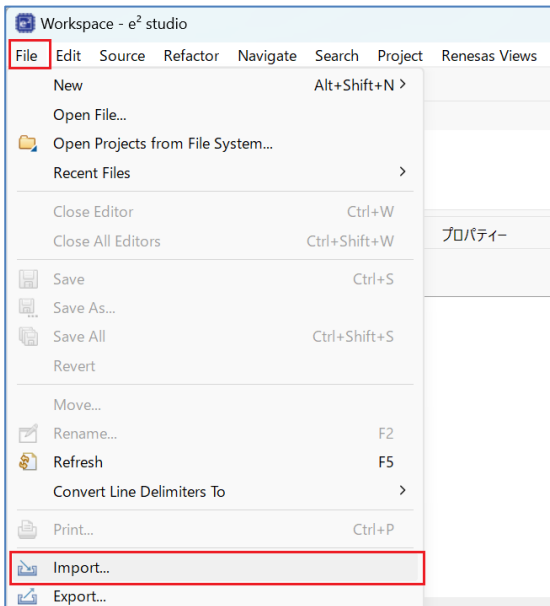 Workspace - e² studio
File Edit Source Refactor Navigate Search Project Renesas Views
New Alt+Shift+N >
Open File...
Open Projects from File System...
Recent Files >
Close Editor Ctrl+W
Close All Editors Ctrl+Shift+W
プロパティー
Save Ctrl+S
Save As...
Save All Ctrl+Shift+S
Revert
Move...
Rename... F2
Refresh F5
Convert Line Delimiters To >
Print... Ctrl+P
Import...
Export...